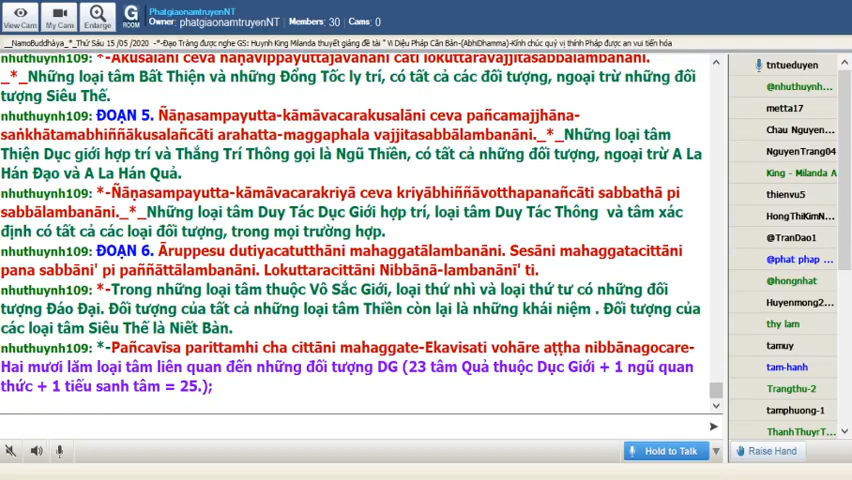 View Cam
My Cam
Enlarge
G
ROOM
PhatgiaonamtruyenNT
Owner: phatgiaonamtruyenNT | Members: 30 | Cams: 0
__NamoBuddhàya_*_Thứ Sáu 15 /05 /2020 -*-Đạo Tràng được nghe GS: Huynh King Milanda thuyết giảng đề tài " Vi Diệu Pháp Căn Bản-(AbhiDhamma)-Kính chúc quý vị thính Pháp được an vui tiến hóa
nhuthuynh109: *-Akusalāni ceva ñāṇavippayuttajavanāni cāti lokuttaravajjitasabbālambanāni.
_*_Những loại tâm Bất Thiện và những Đổng Tốc ly trí, có tất cả các đối tượng, ngoại trừ những đối
tượng Siêu Thế.
nhuthuynh109: ĐOẠN 5. Ñāṇasampayutta-kāmāvacarakusalāni ceva pañcamajjhāna-
saṅkhātamabhiññākusalañcāti arahatta-maggaphala vajjitasabbālambanāni._*_Những loại tâm
Thiện Dục giới hợp trí và Thắng Trí Thông gọi là Ngũ Thiền, có tất cả những đối tượng, ngoại trừ A La
Hán Đạo và A La Hán Quả.
nhuthuynh109: *-Ñāṇasampayutta-kāmāvacarakriyā ceva kriyābhiññāvotthapanañcāti sabbathā pi
sabbālambanāni._*_Những loại tâm Duy Tác Dục Giới hợp trí, loại tâm Duy Tác Thông và tâm xác
định có tất cả các loại đối tượng, trong mọi trường hợp.
nhuthuynh109: ĐOẠN 6. Āruppesu dutiyacatutthāni mahaggatālambanāni. Sesāni mahaggatacittāni
pana sabbāni' pi paññattālambanāni. Lokuttaracittāni Nibbānā-lambanānī' ti.
nhuthuynh109: *-Trong những loại tâm thuộc Vô Sắc Giới, loại thứ nhì và loại thứ tư có những đối
tượng Đáo Đại. Đối tượng của tất cả những loại tâm Thiền còn lại là những khái niệm . Đối tượng của
các loại tâm Siêu Thế là Niết Bàn.
nhuthuynh109: *-Pañcavīsa parittamhi cha cittāni mahaggate-Ekavisati vohāre aṭṭha nibbānagocare-
Hai mươi lăm loại tâm liên quan đến những đối tượng DG (23 tâm Quả thuộc Dục Giới + 1 ngũ quan
thức + 1 tiếu sanh tâm = 25.);
Hold to Talk
Raise Hand
tntueduyen
@nhuthuynh...
metta17
Chau Nguyen...
NguyenTrang04
King - Milanda A
thienvu5
HongThiKimN...
@TranDao1
@phat phap ...
@hongnhat
Huyenmong2...
thy lam
tamuy
tam-hanh
Trangthu-2
tamphuong-1
ThanhThuyrT...